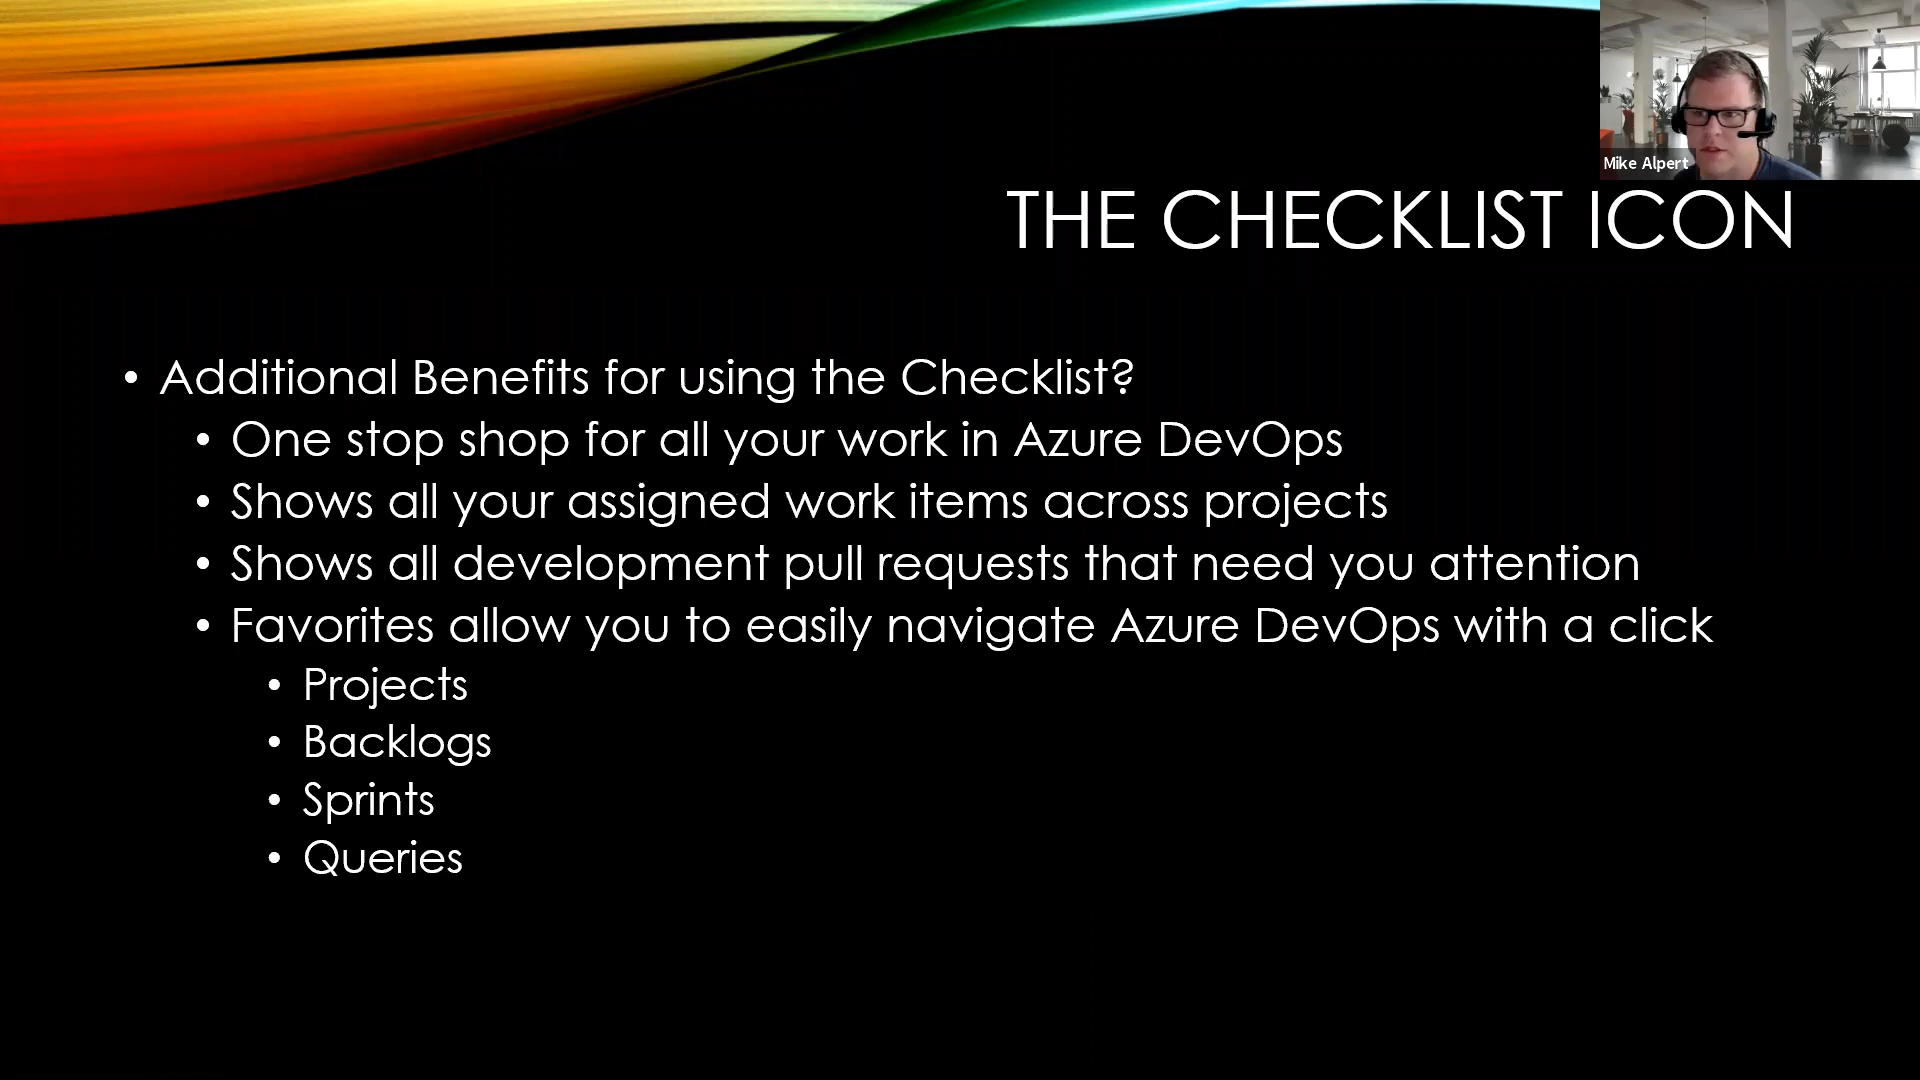 Mike Alpert
THE CHECKLIST ICON
• Additional Benefits for using the Checklist?
• One stop shop for all your work in Azure DevOps
• Shows all your assigned work items across projects
• Shows all development pull requests that need you attention
• Favorites allow you to easily navigate Azure DevOps with a click
• Projects
• Backlogs
• Sprints
• Queries